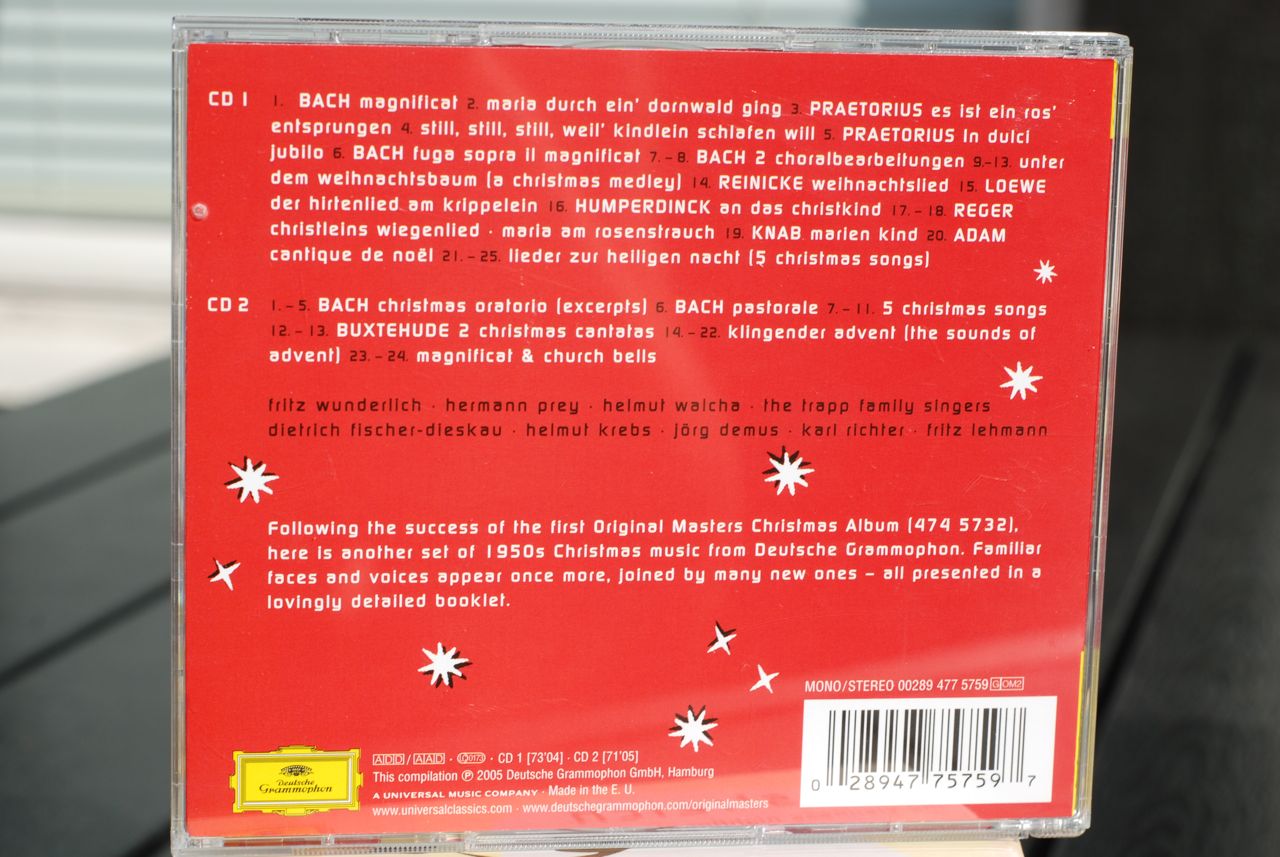 CD 1 1. BACH magnificat 2. maria durch ein' dornwald ging 3. PRAETORIUS es ist ein ros'
entsprungen 4. still, still, still, weil' kindlein schlafen will 5. PRAETORIUS in dulci
jubilo 6. BACH fuga sopra il magnificat 7.–8. BACH 2 choralbearbeitungen 9.–13. unter
dem weihnachtsbaum (a christmas medley) 14. REINICKE weihnachtslied 15. LOEWE
der hirtenlied am krippelein 16. HUMPERDINCK an das christkind 17.–18. REGER
christleins wiegenlied · maria am rosenstrauch 19. KNAB marien kind 20. ADAM
cantique de noël 21.–25. lieder zur heiligen nacht (5 christmas songs)
CD 2 1.–5. BACH christmas oratorio (excerpts) 6. BACH pastorale 7.–11. 5 christmas songs
12.–13. BUXTEHUDE 2 christmas cantatas 14.–22. klingender advent (the sounds of
advent) 23.–24. magnificat & church bells
fritz wunderlich · hermann prey · helmut walcha · the trapp family singers
dietrich fischer-dieskau · helmut krebs · jörg demus · karl richter · fritz lehmann
Following the success of the first Original Masters Christmas Album (474 5732),
here is another set of 1950s Christmas music from Deutsche Grammophon. Familiar
faces and voices appear once more, joined by many new ones – all presented in a
lovingly detailed booklet.
MONO/STEREO 00289 477 5759 G OM2
0 28947 75759 7
Deutsche
Grammophon
ADD / AAD · LC 0173 · CD 1 [73'04] · CD 2 [71'05]
This compilation ℗ 2005 Deutsche Grammophon GmbH, Hamburg
A UNIVERSAL MUSIC COMPANY · Made in the E. U.
www.universalclassics.com · www.deutschegrammophon.com/originalmasters